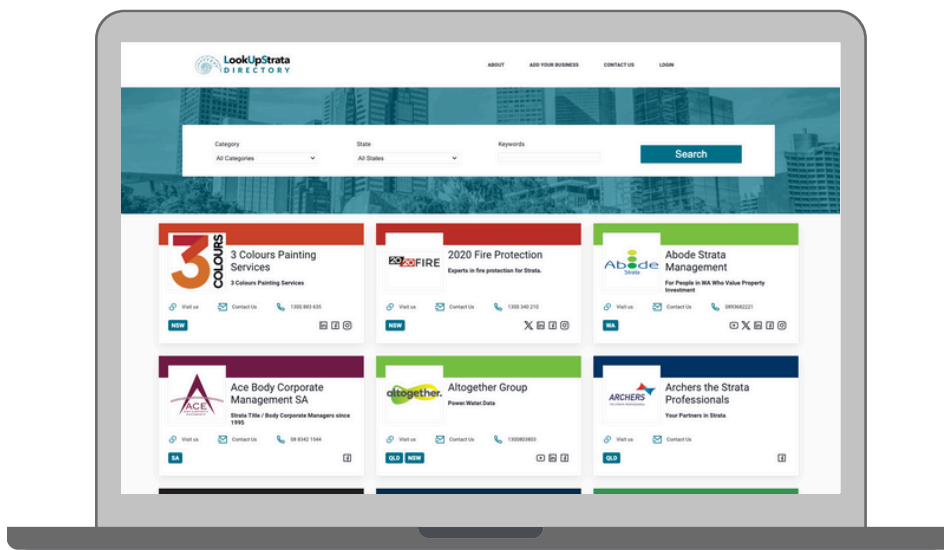 LookUpStrata
DIRECTORY
ABOUT
ADD YOUR BUSINESS
CONTACT US
LOGIN
Category
State
Keywords
All Categories
All States
Search
3 COLOURS
3 Colours Painting
Services
3 Colours Painting Services
Visit us
Contact Us
1300 883 635
NSW
2020 FIRE
2020 Fire Protection
Experts in fire protection for Strata.
Visit us
Contact Us
1300 340 210
NSW
Abode
Strata
Abode Strata
Management
For People in WA Who Value Property
Investment
Visit us
Contact Us
0893682221
WA
ACE
Ace Body Corporate
Management SA
Strata Title / Body Corporate Managers since
1995
Visit us
Contact Us
08 8342 1544
SA
altogether.
Altogether Group
Power.Water.Data
Visit us
Contact Us
1300803803
QLD
NSW
ARCHERS
THE STRATA PROFESSIONALS
Archers the Strata
Professionals
Your Partners in Strata
Visit us
Contact Us
QLD